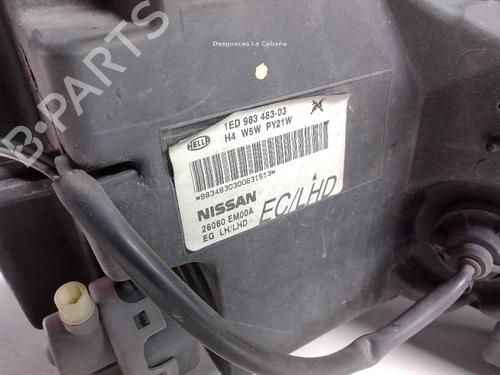 Desguaces La Cabaña
B-PARTS
HELLA
1ED 983 483-03
H4 W5W PY21W
*9834830300631513*
NISSAN
EC/LHD
26060 EM00A
EG LH/LHD